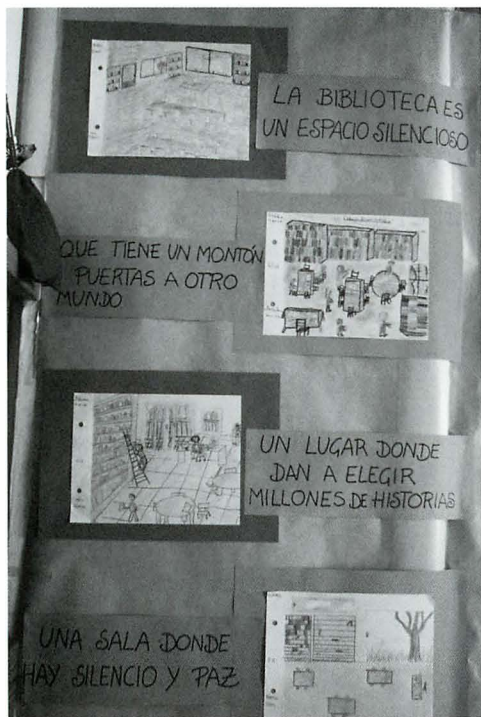 LA BIBLIOTECA ES
UN ESPACIO SILENCIOSO
QUE TIENE UN MONTÓN
PUERTAS A OTRO
MUNDO
UN LUGAR DONDE
DAN A ELEGIR
MILLONES DE HISTORIAS
UNA SALA DONDE
HAY SILENCIO Y PAZ